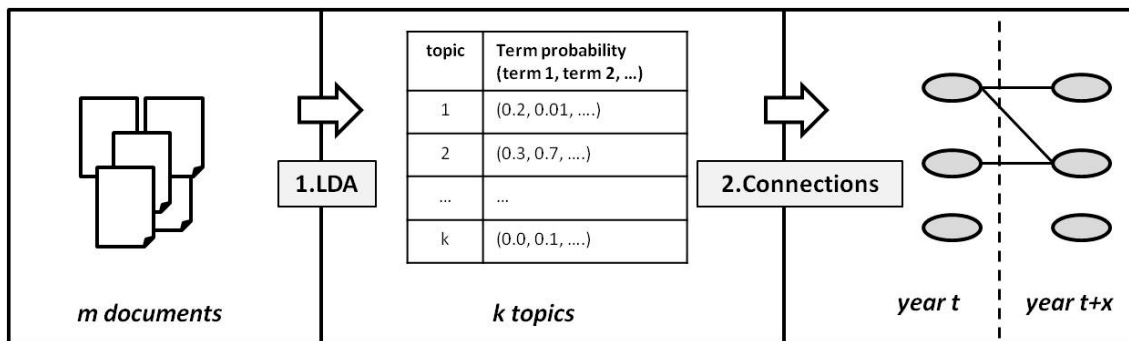 topic
Term probability
(term 1, term 2, ...)
1
(0.2, 0.01, ....)
2
(0.3, 0.7, ....)
...
...
k
(0.0, 0.1, ....)
1.LDA
2.Connections
m documents
k topics
year t
year t+x